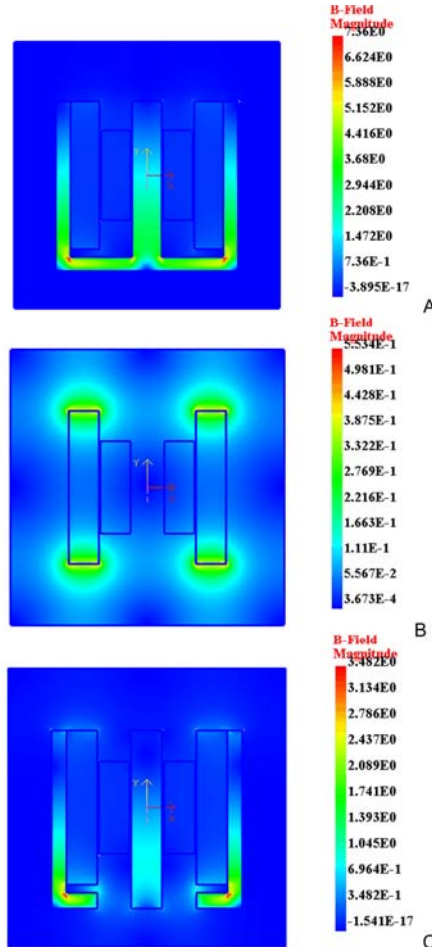 B-Field
Magnitude
7.36E0
6.624E0
5.888E0
5.152E0
4.416E0
3.68E0
2.944E0
2.208E0
1.472E0
7.36E-1
-3.895E-17
Y
A
B-Field
Magnitude
5.534E-1
4.981E-1
4.428E-1
3.875E-1
3.322E-1
2.769E-1
2.216E-1
1.663E-1
1.11E-1
5.567E-2
3.673E-4
Y
B
B-Field
Magnitude
3.482E0
3.134E0
2.786E0
2.437E0
2.089E0
1.741E0
1.393E0
1.045E0
6.964E-1
3.482E-1
-1.541E-17
Y
C